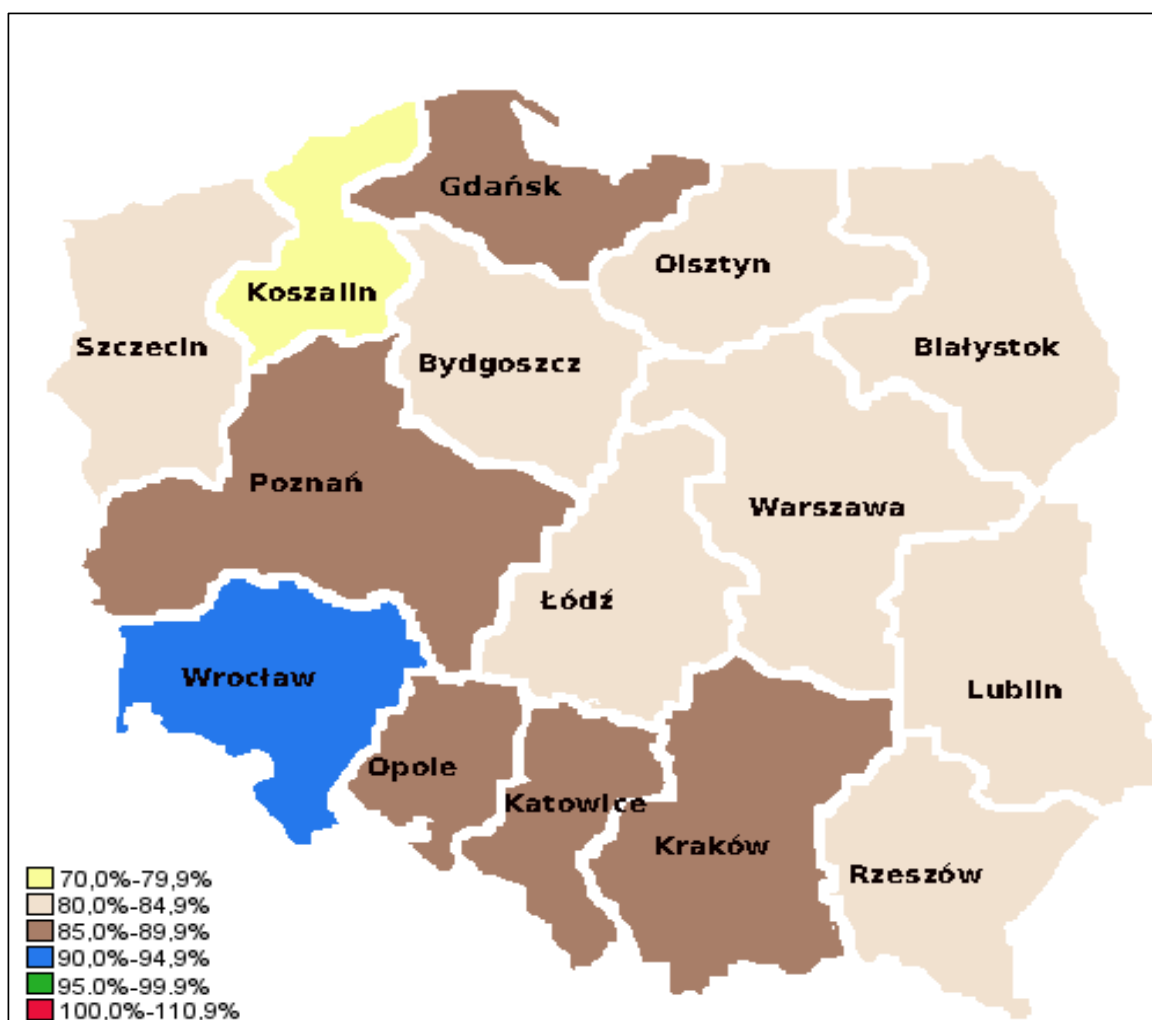 Gdańsk
Olsztyn
Koszalin
Szczecin
Białystok
Bydgoszcz
Poznań
Warszawa
Łódź
Wrocław
Lublin
Opole
Katowice
Kraków
Rzeszów
70,0%-79,9%
80,0%-84,9%
85,0%-89,9%
90,0%-94,9%
95.0%-99.9%
100,0%-110,9%